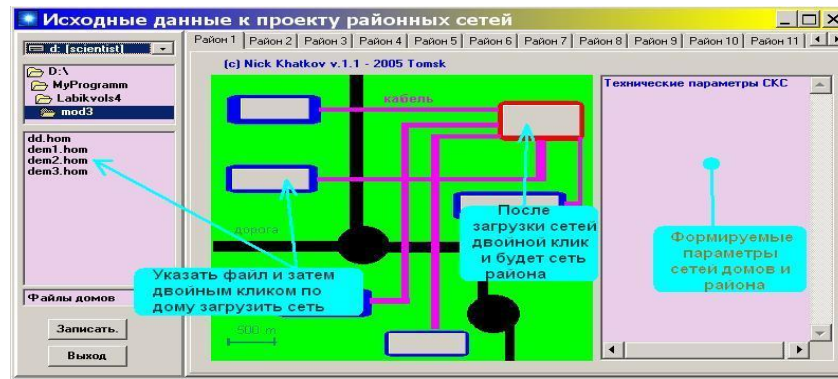 Исходные данные к проекту районных сетей
d: [scientist]
D:\
MyProgramm
Labikvols4
mod3
dd.hom
dem1.hom
dem2.hom
dem3.hom
Файлы домов
Записать.
Выход
Район 1 Район 2 Район 3 Район 4 Район 5 Район 6 Район 7 Район 8 Район 9 Район 10 Район 11
(c) Nick Khatkov v.1.1 - 2005 Tomsk
кабель
дорога
500 m
Указать файл и затем
двойным кликом по
дому загрузить сеть
После
загрузки сетей
двойной клик
и будет сеть
района
Технические параметры СКС
Формируемые
параметры
сетей домов и
района